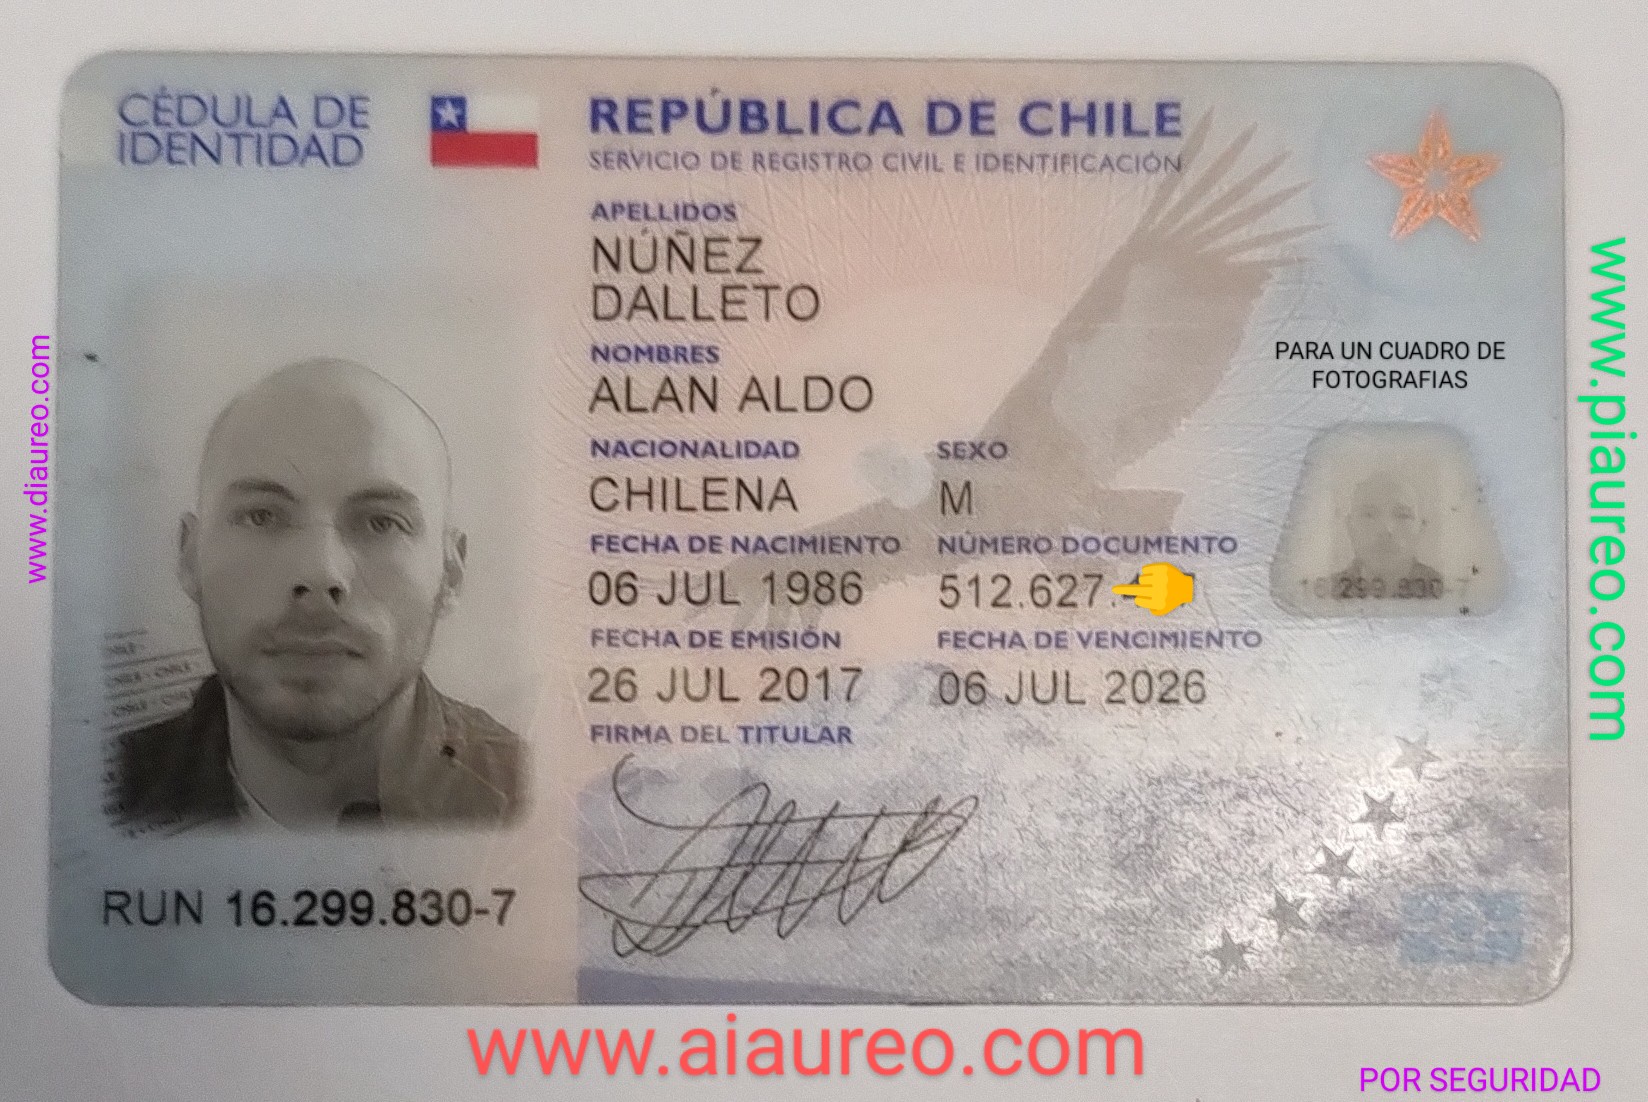 CÉDULA DE
IDENTIDAD
REPÚBLICA DE CHILE
SERVICIO DE REGISTRO CIVIL E IDENTIFICACIÓN
APELLIDOS
NÚÑEZ
DALLETO
NOMBRES
ALAN ALDO
NACIONALIDAD
SEXO
CHILENA
M
FECHA DE NACIMIENTO
NÚMERO DOCUMENTO
06 JUL 1986
512.627.
FECHA DE EMISIÓN
FECHA DE VENCIMIENTO
26 JUL 2017
06 JUL 2026
FIRMA DEL TITULAR
RUN 16.299.830-7
PARA UN CUADRO DE
FOTOGRAFIAS
16.299.830-7
www.diaureo.com
www.piaureo.com
www.aiaureo.com
POR SEGURIDAD